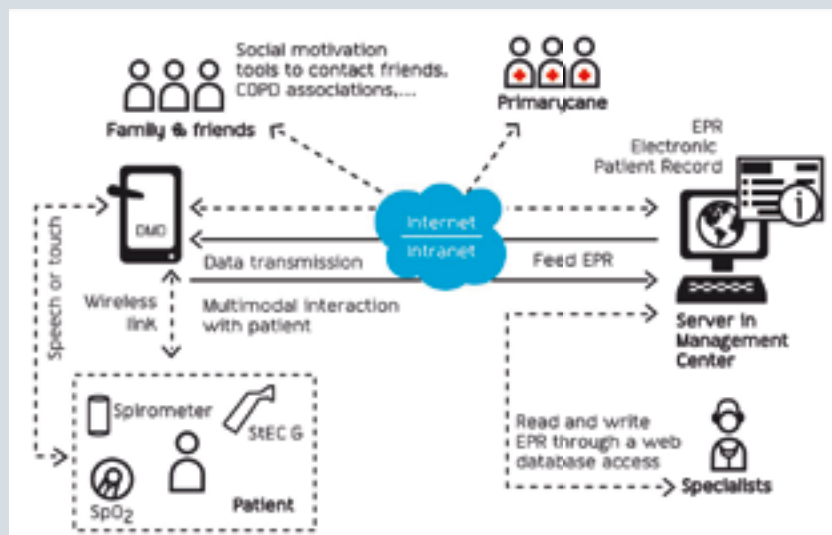 Social motivation
tools to contact friends.
COPD associations,...
Family & friends
Primarycane
EPR
Electronic
Patient Record
DMD
Internet
Intranet
Data transmission
Feed EPR
Speech or touch
Wireless
link
Multimodal interaction
with patient
Server in
Management
Center
Spirometer
StEC G
SpO2
Patient
Read and write
EPR through a web
database access
Specialists